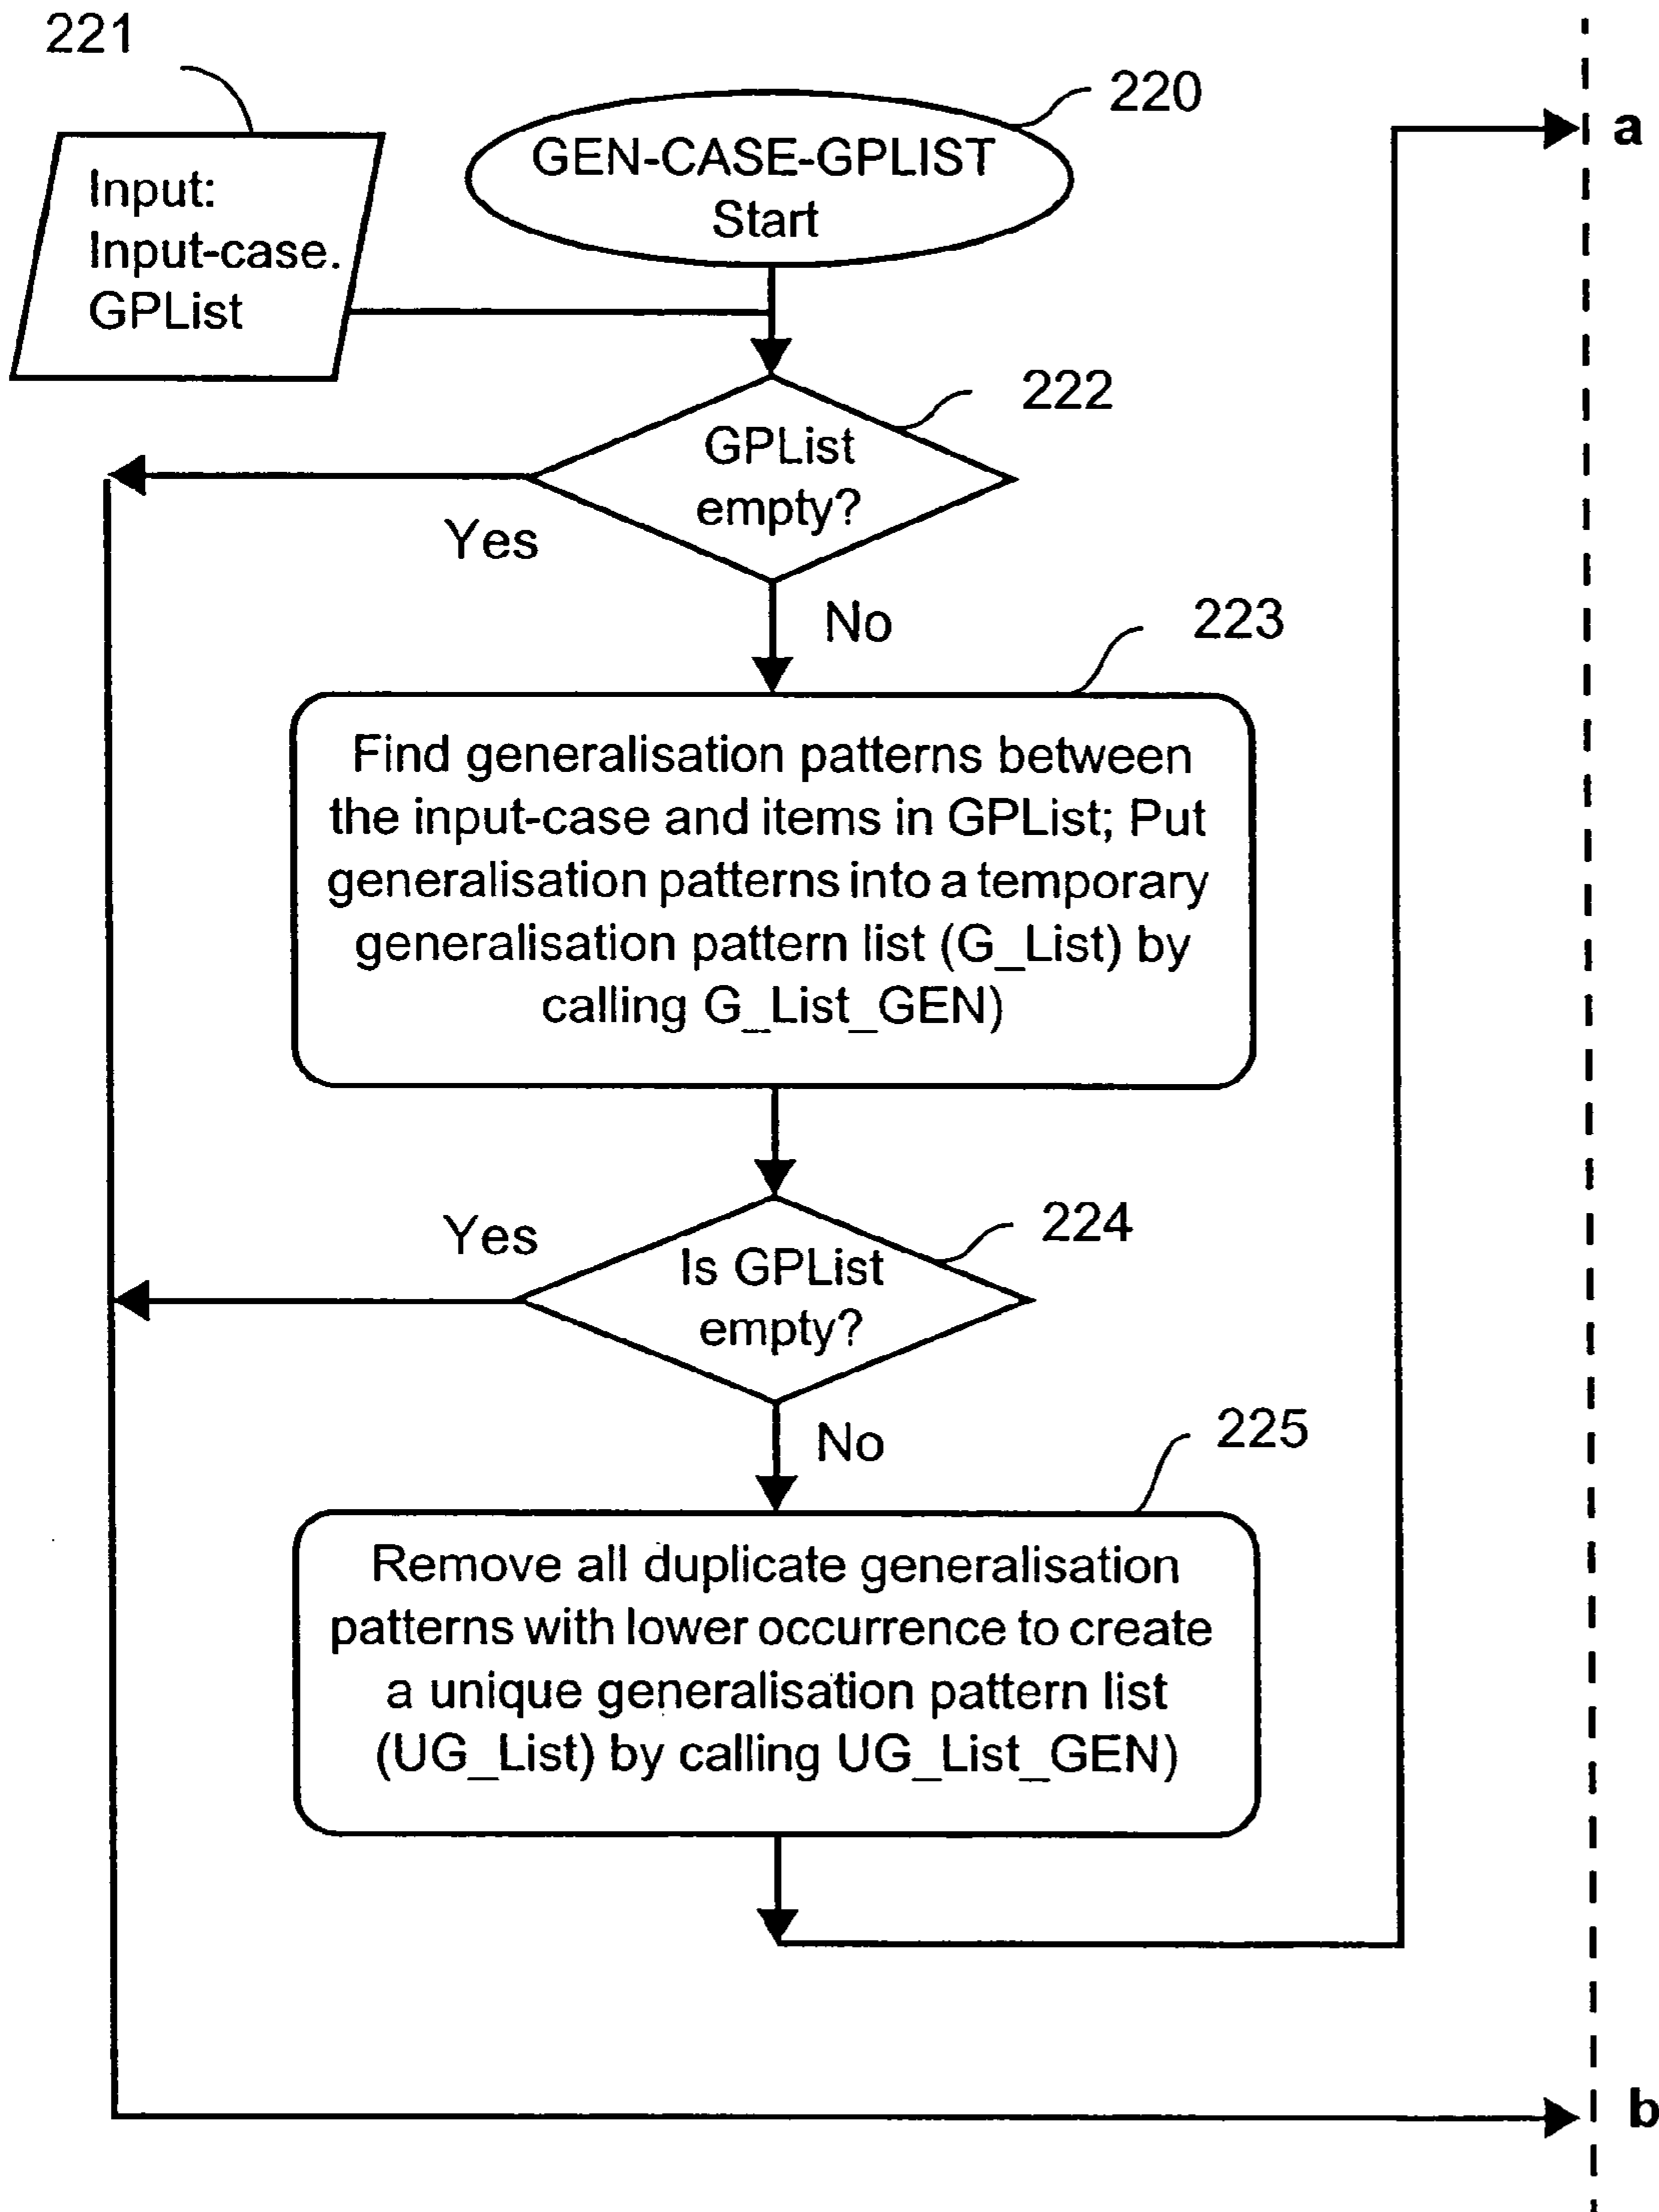 221
220
a
GEN-CASE-GPLIST
Start
Input:
Input-case.
GPList
222
GPList
empty?
Yes
No
223
Find generalisation patterns between
the input-case and items in GPList; Put
generalisation patterns into a temporary
generalisation pattern list (G_List) by
calling G_List_GEN)
224
Yes
Is GPList
empty?
No
225
Remove all duplicate generalisation
patterns with lower occurrence to create
a unique generalisation pattern list
(UG_List) by calling UG_List_GEN)
b